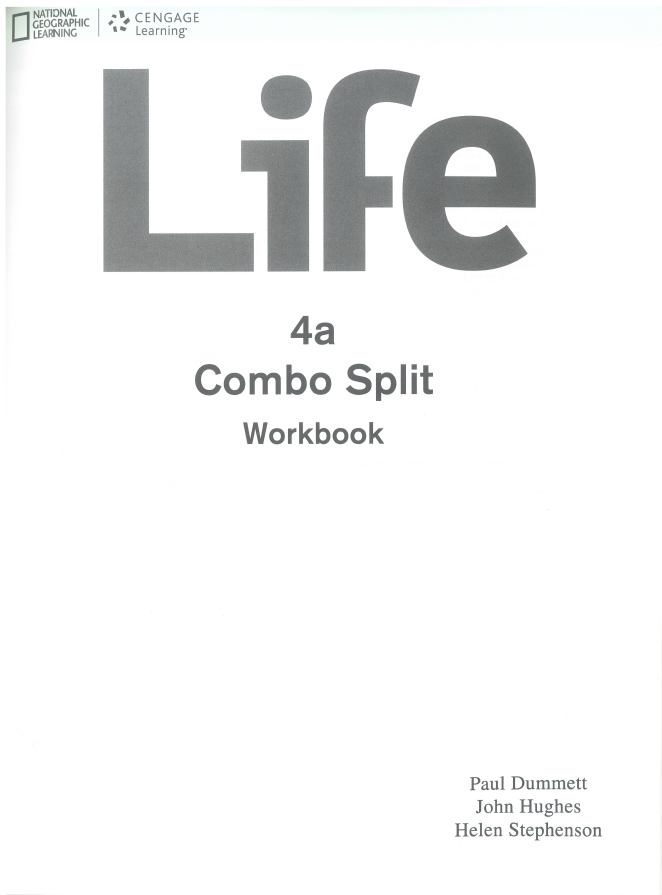 NATIONAL
GEOGRAPHIC
LEARNING
CENGAGE
Learning®
Life
4a
Combo Split
Workbook
Paul Dummett
John Hughes
Helen Stephenson